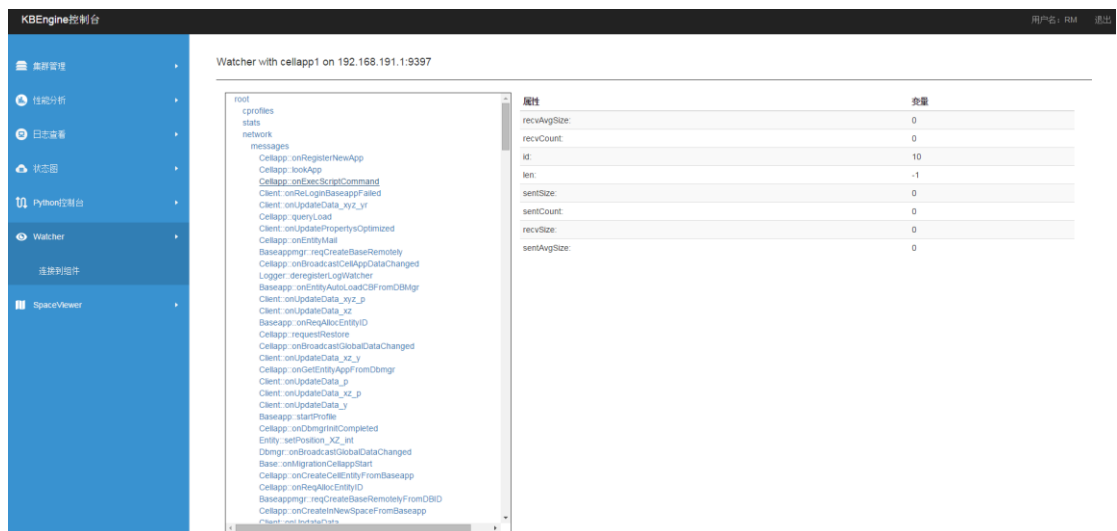 KBEngine控制台
用户名：RM 退出
集群管理
性能分析
日志查看
状态图
Python控制台
Watcher
连接到组件
SpaceViewer
Watcher with cellapp1 on 192.168.191.1:9397
root
cprofiles
stats
network
messages
Cellapp::onRegisterNewApp
Cellapp::lookApp
Cellapp::onExecScriptCommand
Client::onReLoginBaseappFailed
Client::onUpdateData_xyz_yr
Cellapp::queryLoad
Client::onUpdatePropertysOptimized
Cellapp::onEntityMail
Baseappmgr::reqCreateBaseRemotely
Cellapp::onBroadcastCellAppDataChanged
Logger::deregisterLogWatcher
Baseapp::onEntityAutoLoadCBFromDBMgr
Client::onUpdateData_xyz_p
Client::onUpdateData_xz
Baseapp::onReqAllocEntityID
Cellapp::requestRestore
Cellapp::onBroadcastGlobalDataChanged
Client::onUpdateData_xz_y
Cellapp::onGetEntityAppFromDbmgr
Client::onUpdateData_p
Client::onUpdateData_xz_p
Client::onUpdateData_y
Baseapp::startProfile
Cellapp::onDbmgrInitCompleted
Entity::setPosition_XZ_int
Dbmgr::onBroadcastGlobalDataChanged
Base::onMigrationCellappStart
Cellapp::onCreateCellEntityFromBaseapp
Cellapp::onReqAllocEntityID
Baseappmgr::reqCreateBaseRemotelyFromDBID
Cellapp::onCreateInNewSpaceFromBaseapp
Client::onUpdateData
属性 变量
recvAvgSize: 0
recvCount: 0
id: 10
len: -1
sentSize: 0
sentCount: 0
recvSize: 0
sentAvgSize: 0